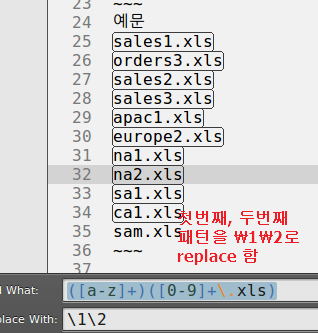 23 ~~~
24 예문
25 sales1.xls
26 orders3.xls
27 sales2.xls
28 sales3.xls
29 apac1.xls
30 europe2.xls
31 na1.xls
32 na2.xls
33 sa1.xls
34 ca1.xls
35 sam.xls
36 ~~~
37
첫번째, 두번째
패턴을 ₩1₩2로
replace 함
What: ([a-z]+)([0-9]+\.xls)
place With: \1\2